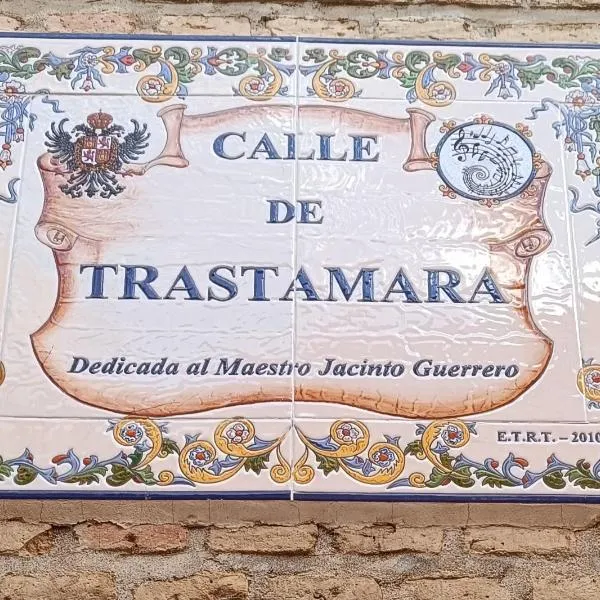 CALLE
DE
TRASTAMARA
Dedicada al Maestro Jacinto Guerrero
E.T.R.T. - 2010